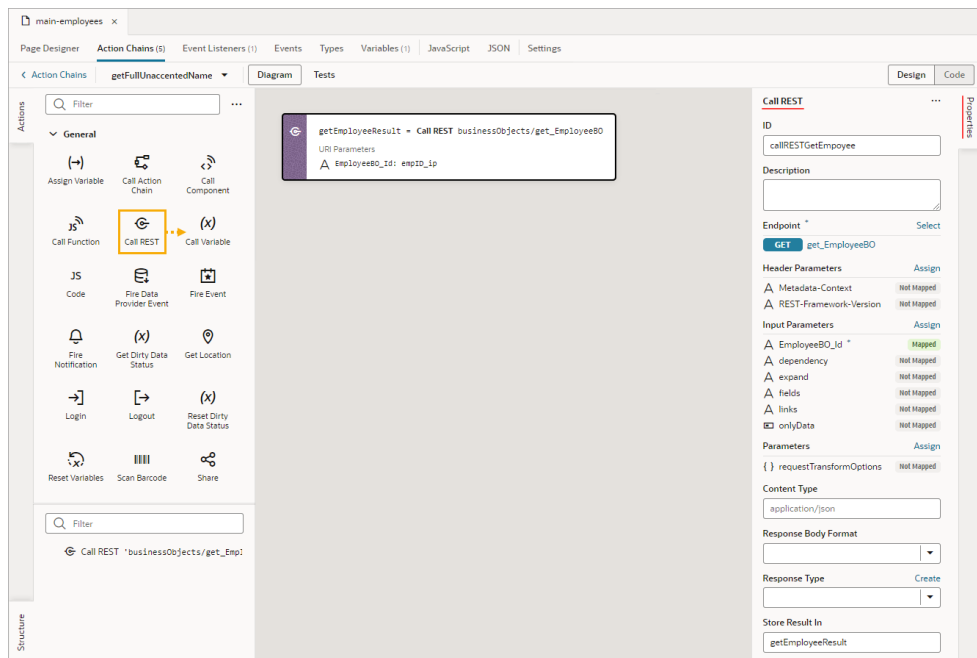 main-employees ×
Page Designer Action Chains (5) Event Listeners (1) Events Types Variables (1) JavaScript JSON Settings
Action Chains getFullUnaccentedName Diagram Tests Design Code
Actions
Filter ...
General
Assign Variable Call Action Chain Call Component
Call Function Call REST Call Variable
Code Fire Data Provider Event Fire Event
Fire Notification Get Dirty Data Status Get Location
Login Logout Reset Dirty Data Status
Reset Variables Scan Barcode Share
Filter
Call REST 'businessObjects/get_Empl
Structure
getEmployeeResult = Call REST businessObjects/get_EmployeeBO
URI Parameters
A EmployeeBO_Id: empID_ip
Call REST ...
Properties
ID
callRESTGetEmpoyee
Description
Endpoint * Select
GET get_EmployeeBO
Header Parameters Assign
A Metadata-Context Not Mapped
A REST-Framework-Version Not Mapped
Input Parameters Assign
A EmployeeBO_Id * Mapped
A dependency Not Mapped
A expand Not Mapped
A fields Not Mapped
A links Not Mapped
onlyData Not Mapped
Parameters Assign
{ } requestTransformOptions Not Mapped
Content Type
application/json
Response Body Format
Response Type Create
Store Result In
getEmployeeResult